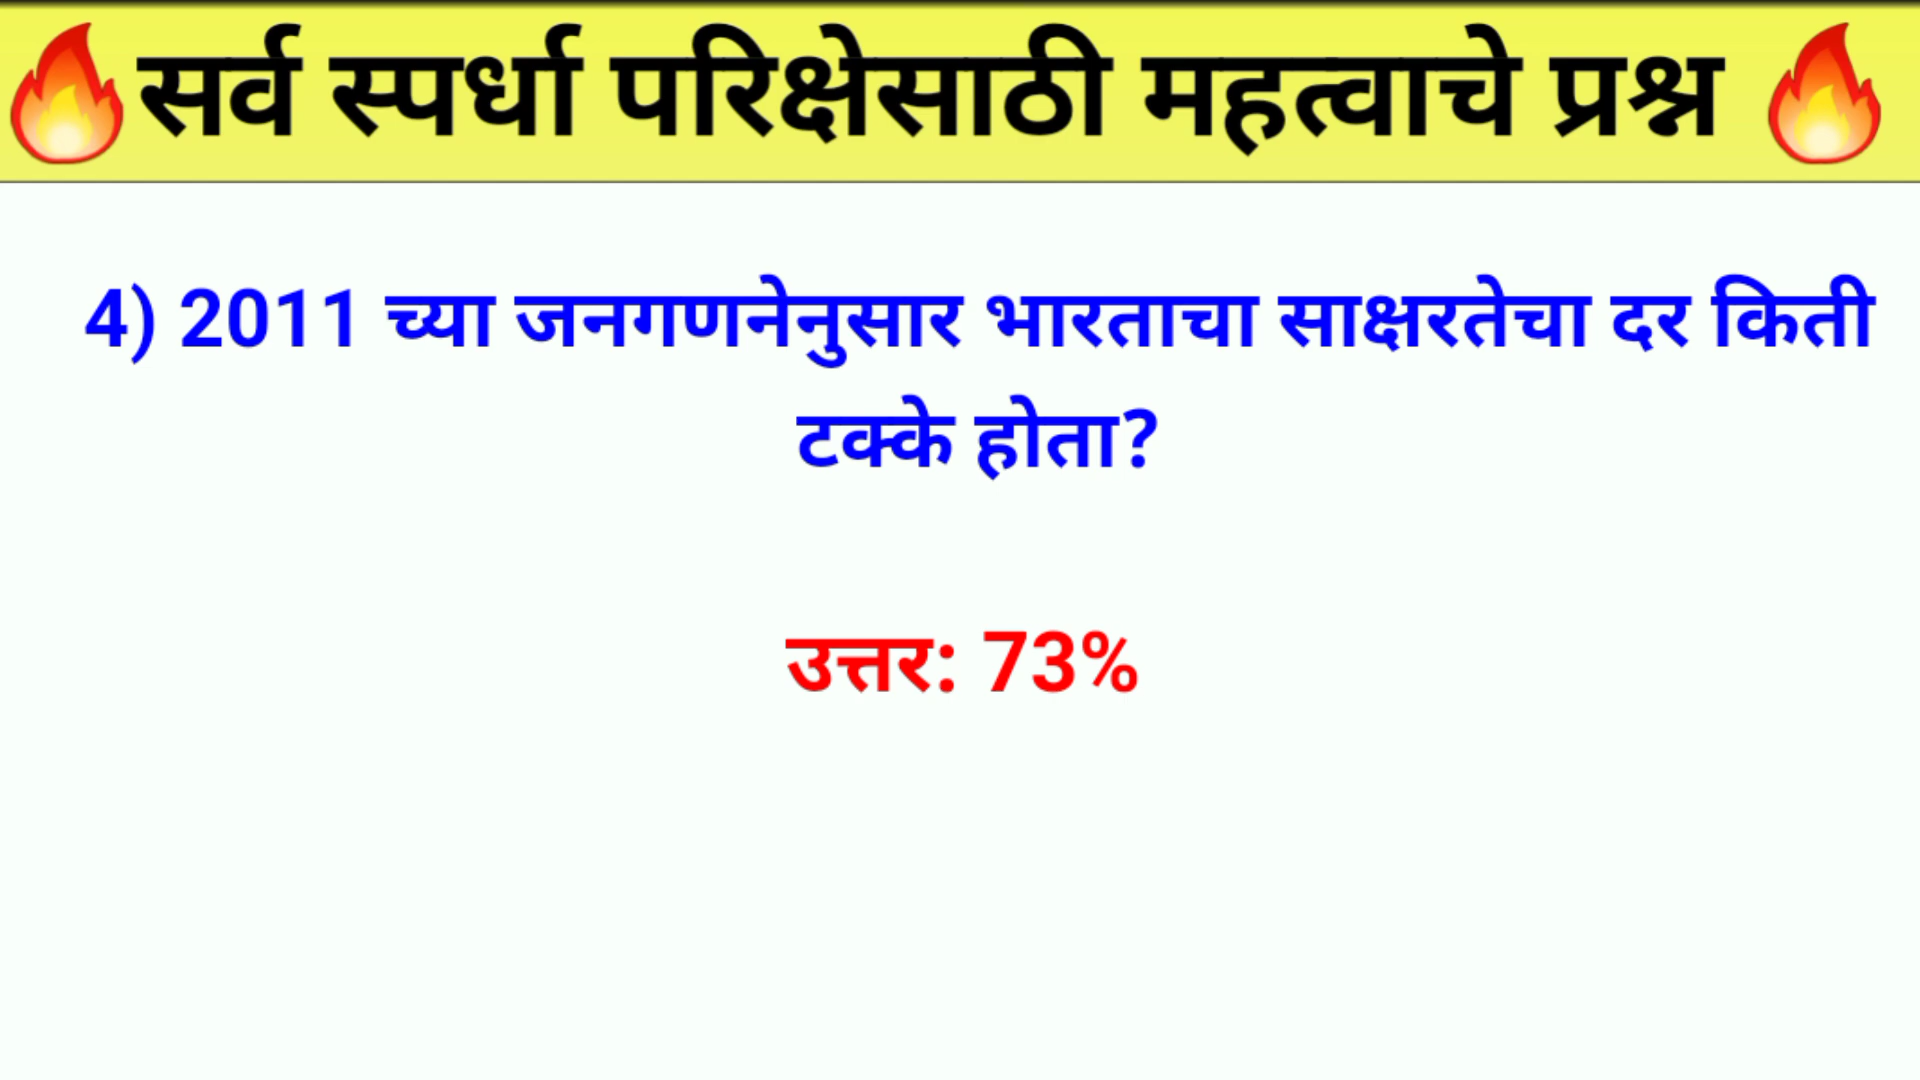 🔥सर्व स्पर्धा परिक्षेसाठी महत्वाचे प्रश्न 🔥
4) 2011 च्या जनगणनेनुसार भारताचा साक्षरतेचा दर किती
टक्के होता?
उत्तर: 73%